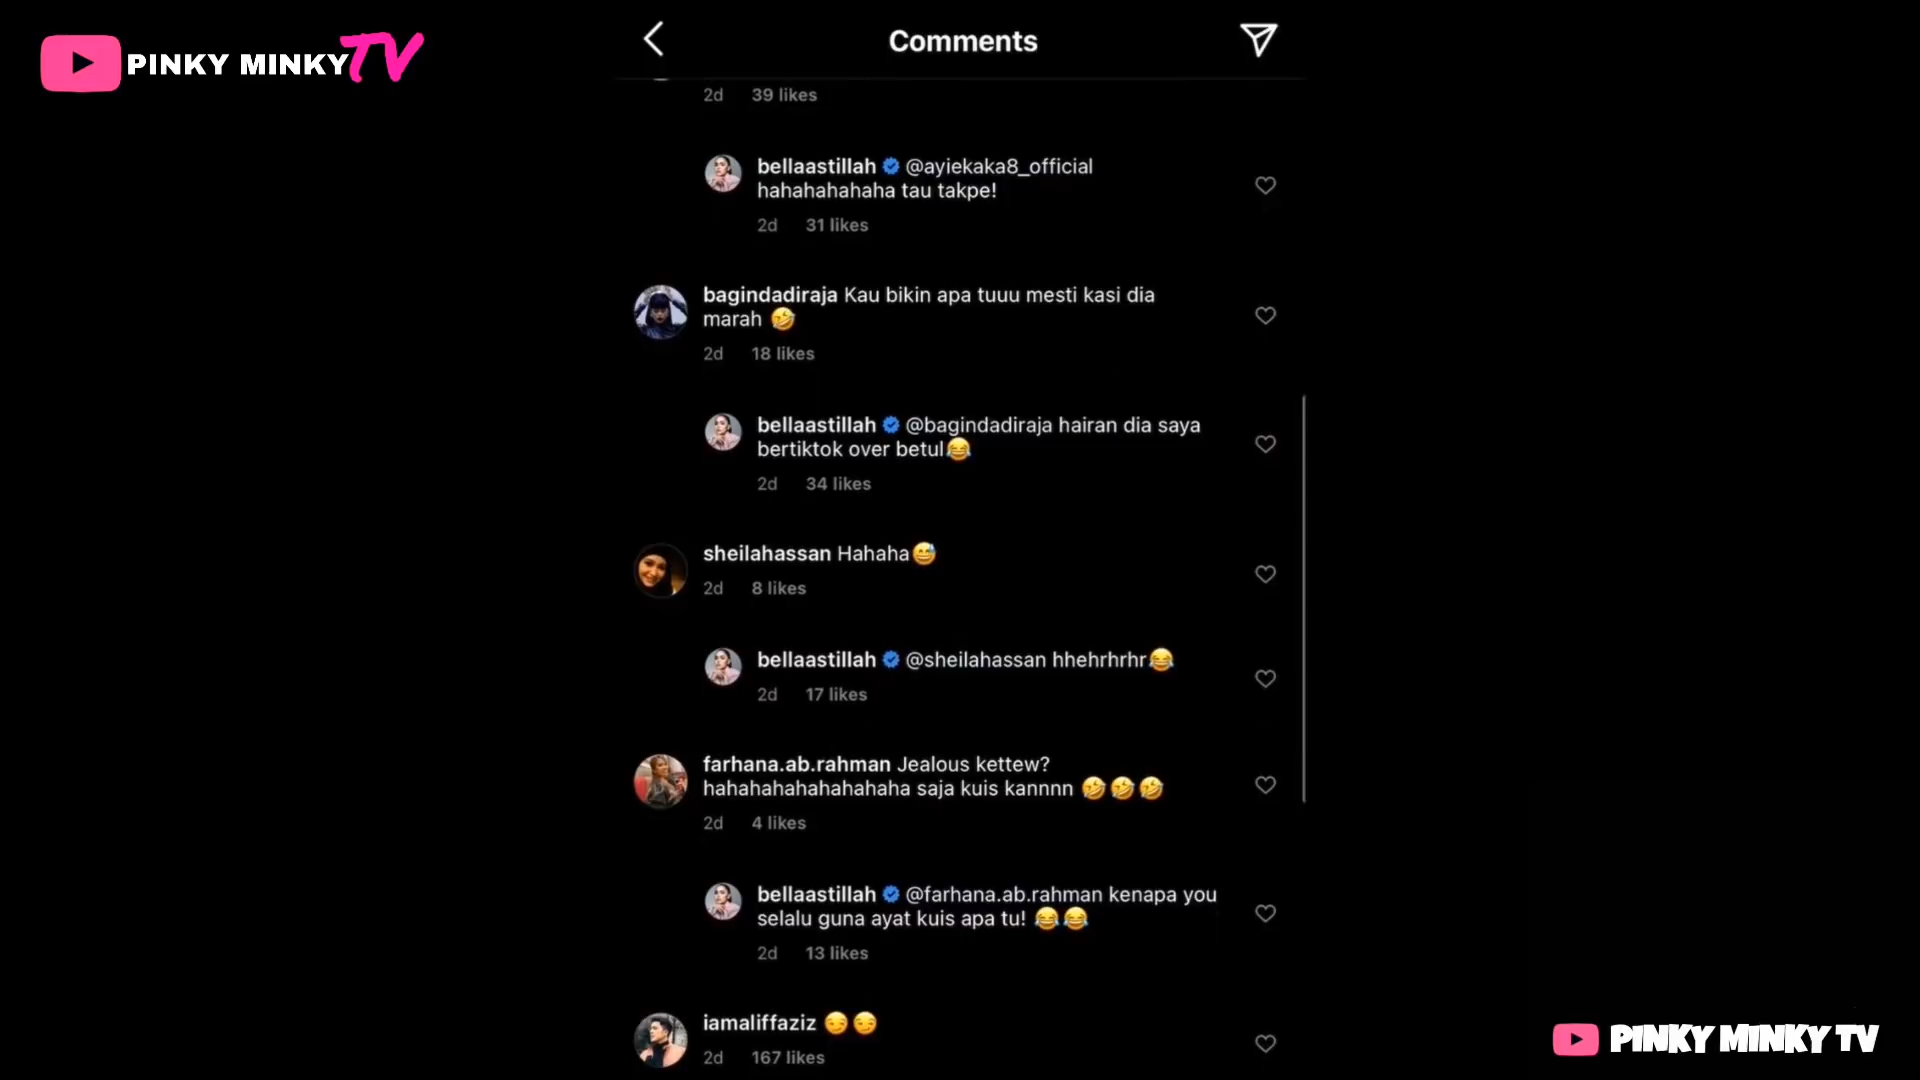 PINKY MINKY TV
Comments
2d 39 likes
bellaastillah @ayiekaka8_official
hahahahahaha tau takpe!
2d 31 likes
bagindadiraja Kau bikin apa tuuu mesti kasi dia
marah 🤣
2d 18 likes
bellaastillah @bagindadiraja hairan dia saya
bertiktok over betul😂
2d 34 likes
sheilahassan Hahaha😅
2d 8 likes
bellaastillah @sheilahassan hhehrhrhr😂
2d 17 likes
farhana.ab.rahman Jealous kettew?
hahahahahahahahaha saja kuis kannnn 🤣🤣🤣
2d 4 likes
bellaastillah @farhana.ab.rahman kenapa you
selalu guna ayat kuis apa tu! 😂😂
2d 13 likes
iamaliffaziz 😏😏
2d 167 likes
PINKY MINKY TV